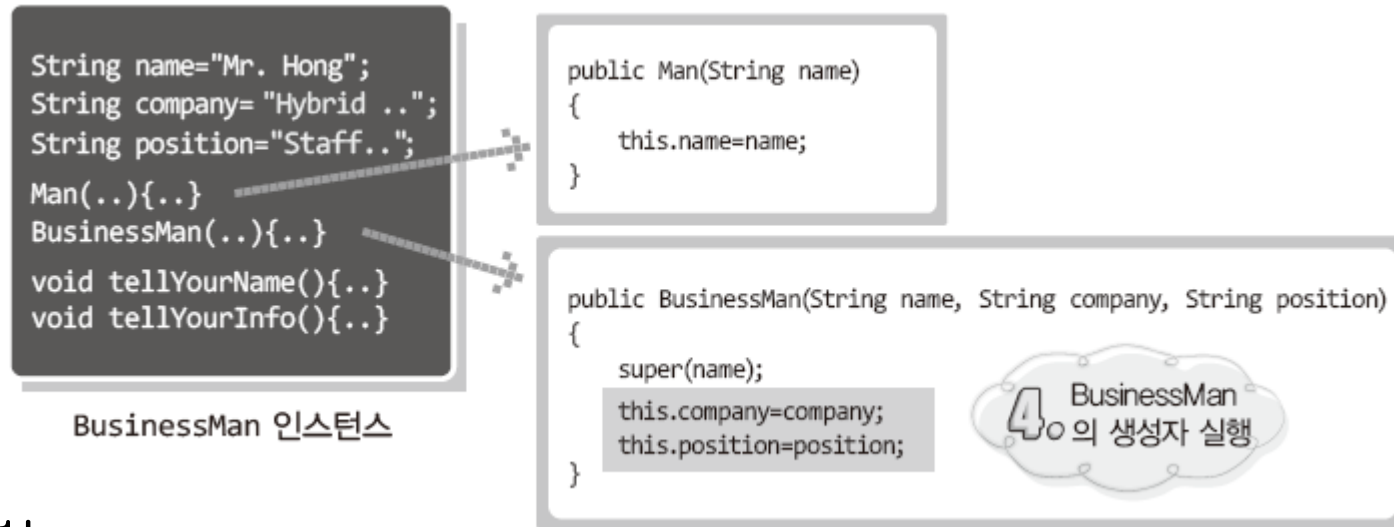 String name="Mr. Hong";
String company= "Hybrid ..";
String position="Staff..";
Man(..){..}
BusinessMan(..){..}
void tellYourName(){..}
void tellYourInfo(){..}
BusinessMan 인스턴스
public Man(String name)
{
this.name=name;
}
public BusinessMan(String name, String company, String position)
{
super(name);
this.company=company;
this.position=position;
}
4. BusinessMan
의 생성자 실행